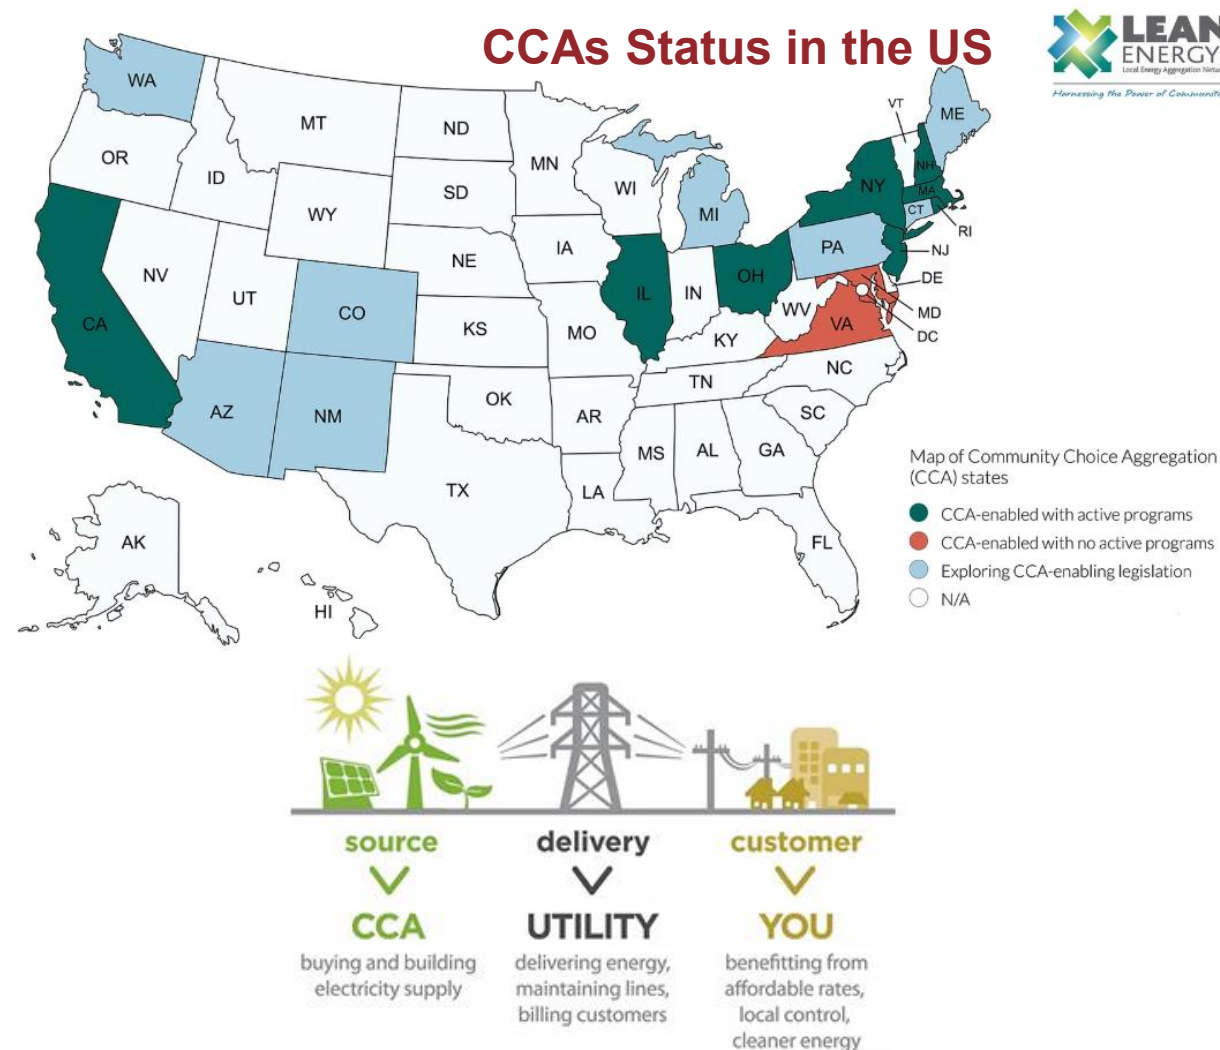 CCAs Status in the US
LEAN
ENERGY
Local Energy Aggregation Netw
Harnessing the Power of Communiti
WA
OR
CA
ID
NV
MT
WY
UT
AZ
CO
NM
ND
SD
NE
KS
OK
TX
MN
IA
MO
AR
LA
WI
IL
MI
IN
OH
KY
TN
MS
AL
GA
FL
SC
NC
VA
WV
PA
NY
VT
NH
ME
MA
CT
RI
NJ
DE
MD
DC
AK
HI
Map of Community Choice Aggregation
(CCA) states
CCA-enabled with active programs
CCA-enabled with no active programs
Exploring CCA-enabling legislation
N/A
source
CCA
buying and building
electricity supply
delivery
UTILITY
delivering energy,
maintaining lines,
billing customers
customer
YOU
benefitting from
affordable rates,
local control,
cleaner energy